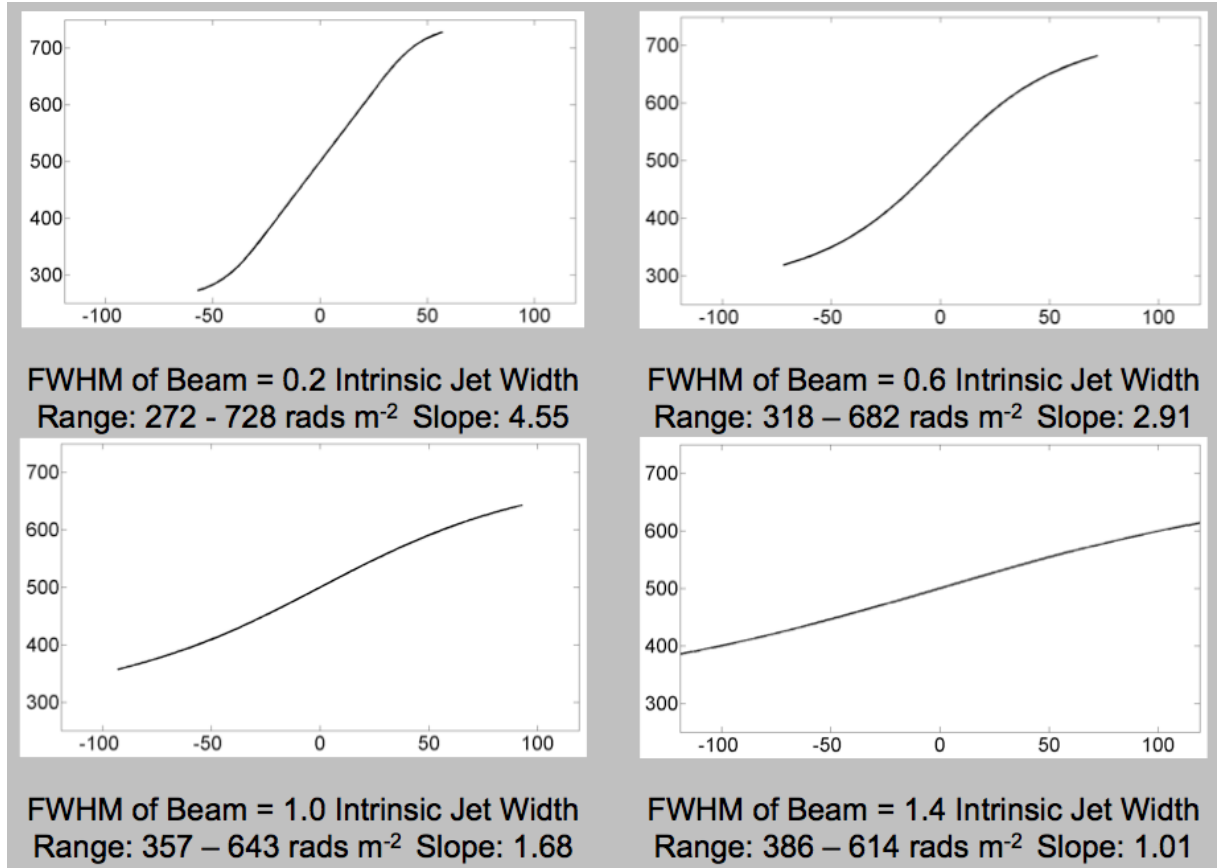 700
600
500
400
300
-100 -50 0 50 100
700
600
500
400
300
-100 -50 0 50 100
FWHM of Beam = 0.2 Intrinsic Jet Width
Range: 272 - 728 rads m-2 Slope: 4.55
FWHM of Beam = 0.6 Intrinsic Jet Width
Range: 318 – 682 rads m-2 Slope: 2.91
700
600
500
400
300
-100 -50 0 50 100
700
600
500
400
300
-100 -50 0 50 100
FWHM of Beam = 1.0 Intrinsic Jet Width
Range: 357 – 643 rads m-2 Slope: 1.68
FWHM of Beam = 1.4 Intrinsic Jet Width
Range: 386 – 614 rads m-2 Slope: 1.01